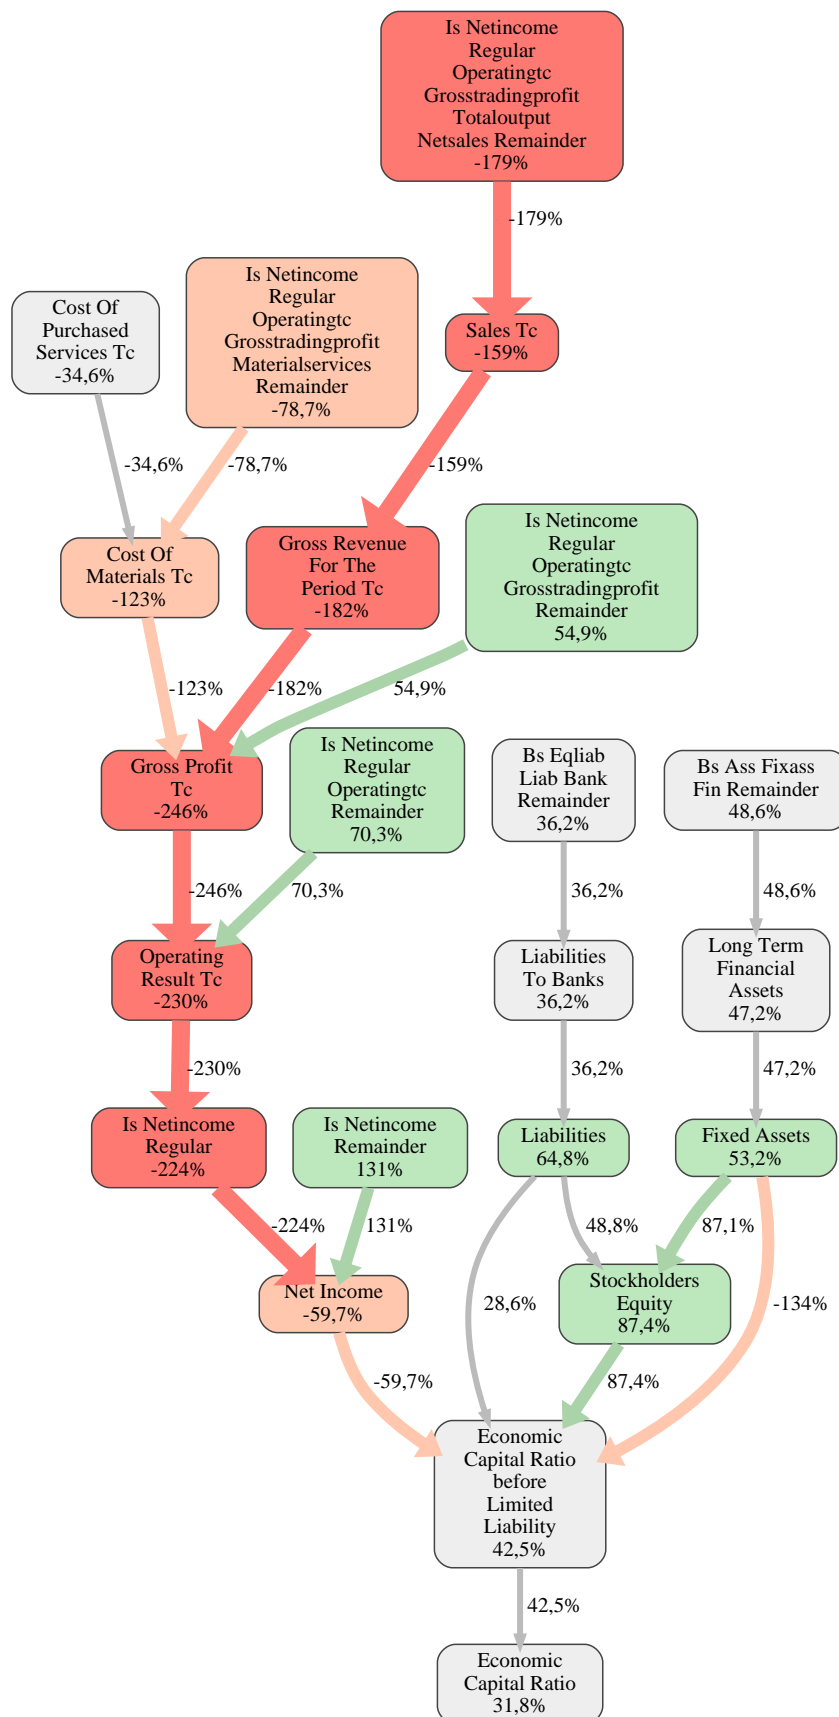 Is Netincome
Regular
Operatingtc
Grosstradingprofit
Totaloutput
Netsales Remainder
-179%
-179%
Cost Of
Purchased
Services Tc
-34,6%
Is Netincome
Regular
Operatingtc
Grosstradingprofit
Materialservices
Remainder
-78,7%
Sales Tc
-159%
-34,6%
-78,7%
-159%
Cost Of
Materials Tc
-123%
Gross Revenue
For The
Period Tc
-182%
Is Netincome
Regular
Operatingtc
Grosstradingprofit
Remainder
54,9%
-123%
-182%
54,9%
Gross Profit
Tc
-246%
Is Netincome
Regular
Operatingtc
Remainder
70,3%
Bs Eqliab
Liab Bank
Remainder
36,2%
Bs Ass Fixass
Fin Remainder
48,6%
-246%
70,3%
36,2%
48,6%
Operating
Result Tc
-230%
Liabilities
To Banks
36,2%
Long Term
Financial
Assets
47,2%
-230%
36,2%
47,2%
Is Netincome
Regular
-224%
Is Netincome
Remainder
131%
Liabilities
64,8%
Fixed Assets
53,2%
-224%
131%
48,8%
87,1%
Net Income
-59,7%
28,6%
Stockholders
Equity
87,4%
-134%
-59,7%
87,4%
Economic
Capital Ratio
before
Limited
Liability
42,5%
42,5%
Economic
Capital Ratio
31,8%